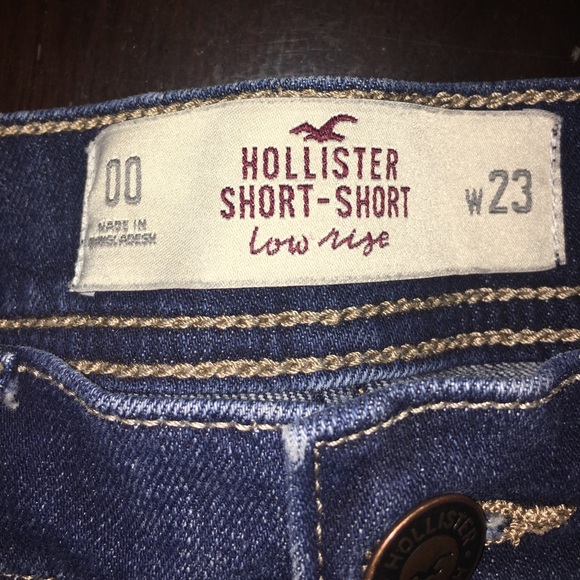 00
MADE IN
BANGLADESH
HOLLISTER
SHORT-SHORT
low rise
W23
HOLLISTER